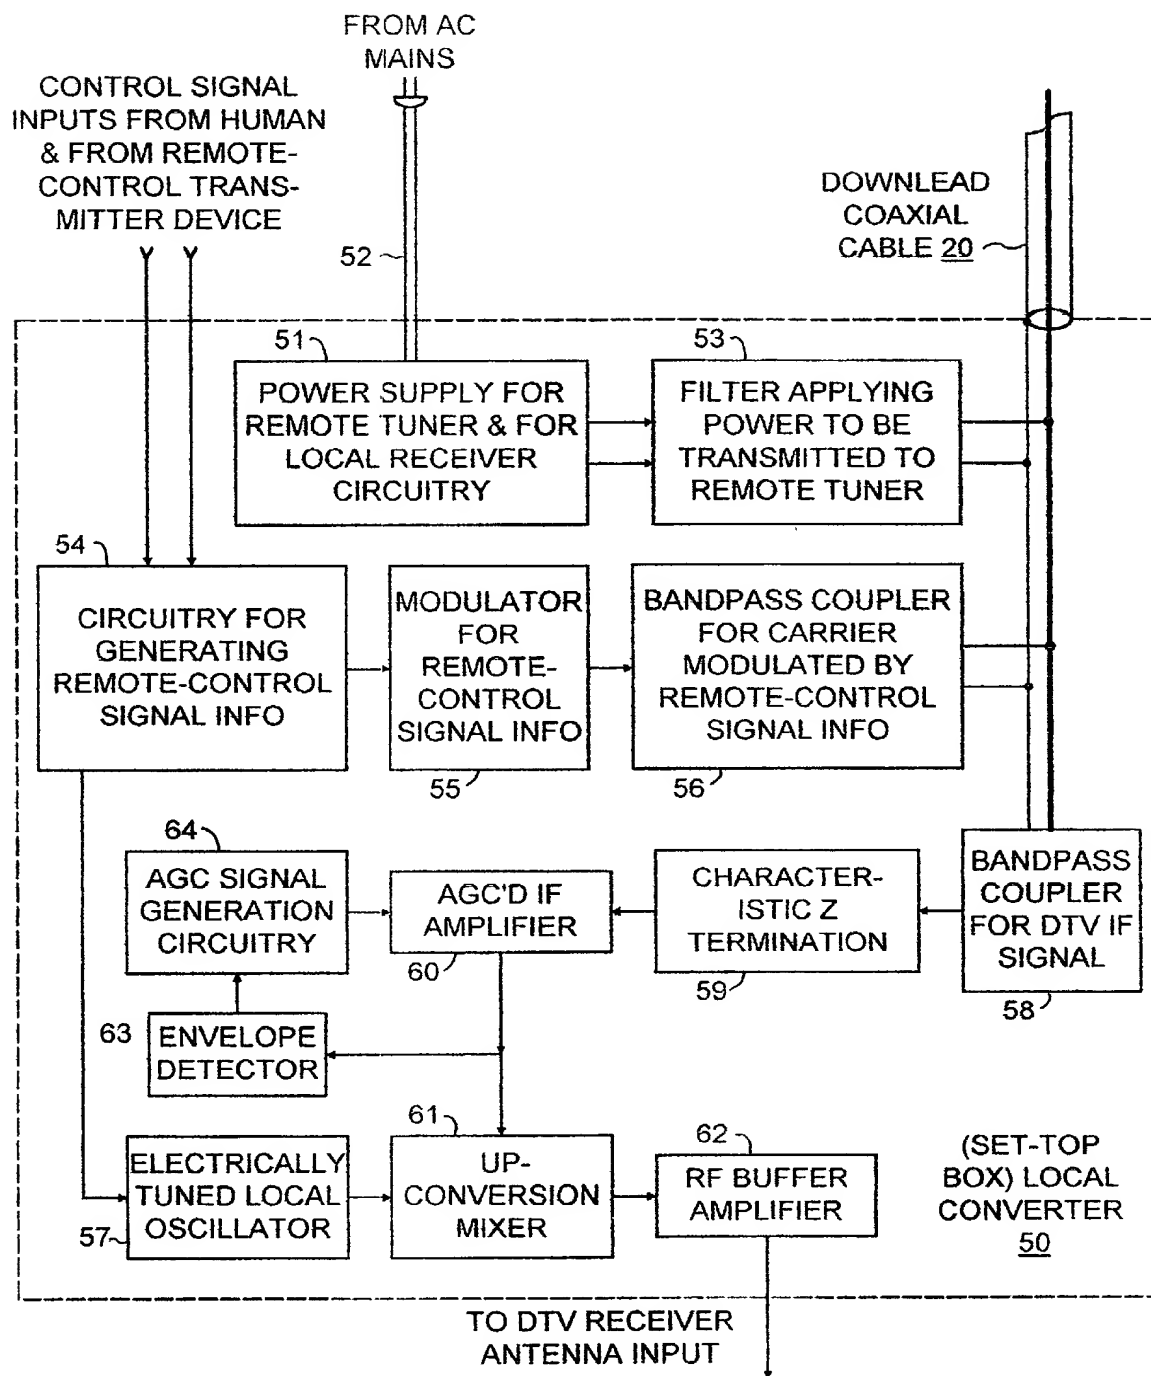 FROM AC
MAINS
CONTROL SIGNAL
INPUTS FROM HUMAN
& FROM REMOTE-
CONTROL TRANS-
MITTER DEVICE
52
DOWNLEAD
COAXIAL
CABLE 20
51
POWER SUPPLY FOR
REMOTE TUNER & FOR
LOCAL RECEIVER
CIRCUITRY
53
FILTER APPLYING
POWER TO BE
TRANSMITTED TO
REMOTE TUNER
54
CIRCUITRY FOR
GENERATING
REMOTE-CONTROL
SIGNAL INFO
MODULATOR
FOR
REMOTE-
CONTROL
SIGNAL INFO
55
BANDPASS COUPLER
FOR CARRIER
MODULATED BY
REMOTE-CONTROL
SIGNAL INFO
56
64
AGC SIGNAL
GENERATION
CIRCUITRY
AGC'D IF
AMPLIFIER
60
CHARACTER-
ISTIC Z
TERMINATION
59
BANDPASS
COUPLER
FOR DTV IF
SIGNAL
58
63
ENVELOPE
DETECTOR
ELECTRICALLY
TUNED LOCAL
OSCILLATOR
57
61
UP-
CONVERSION
MIXER
62
RF BUFFER
AMPLIFIER
(SET-TOP
BOX) LOCAL
CONVERTER
50
TO DTV RECEIVER
ANTENNA INPUT